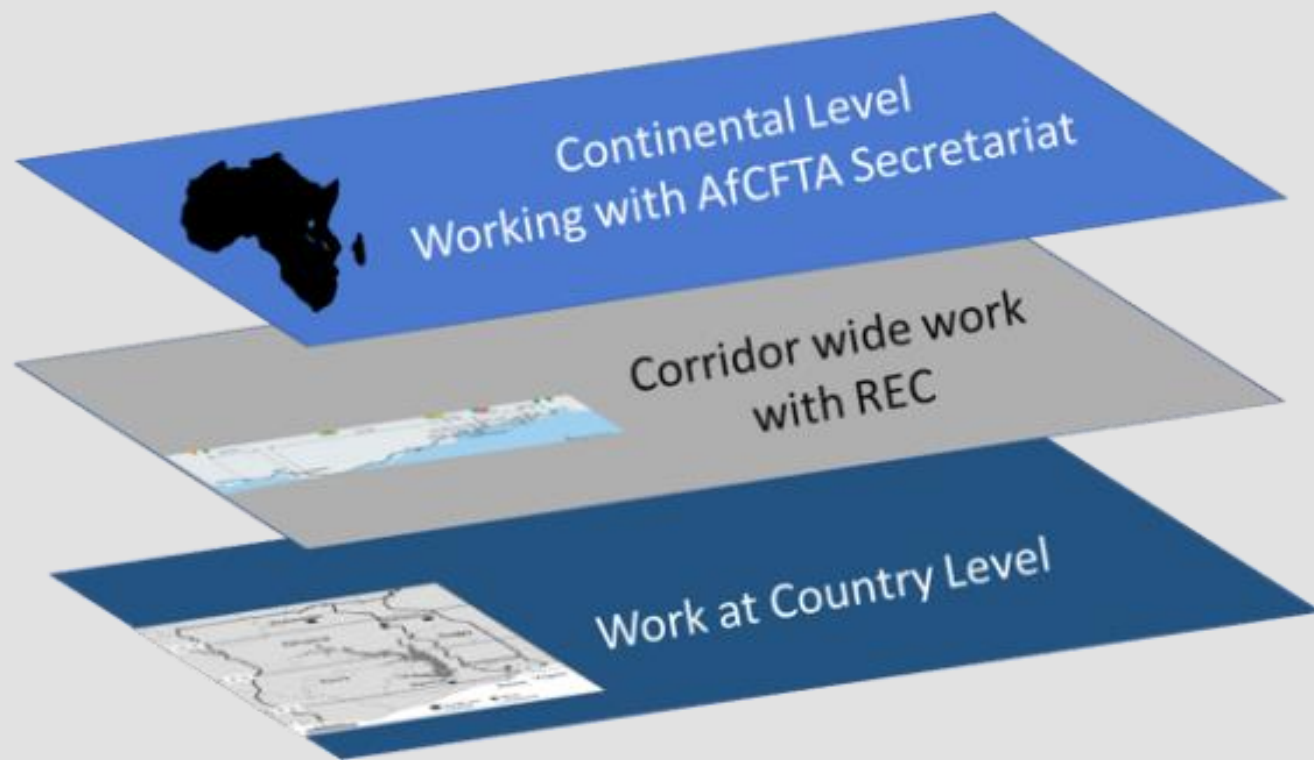 Continental Level
Working with AfCFTA Secretariat
Corridor wide work
with REC
Work at Country Level